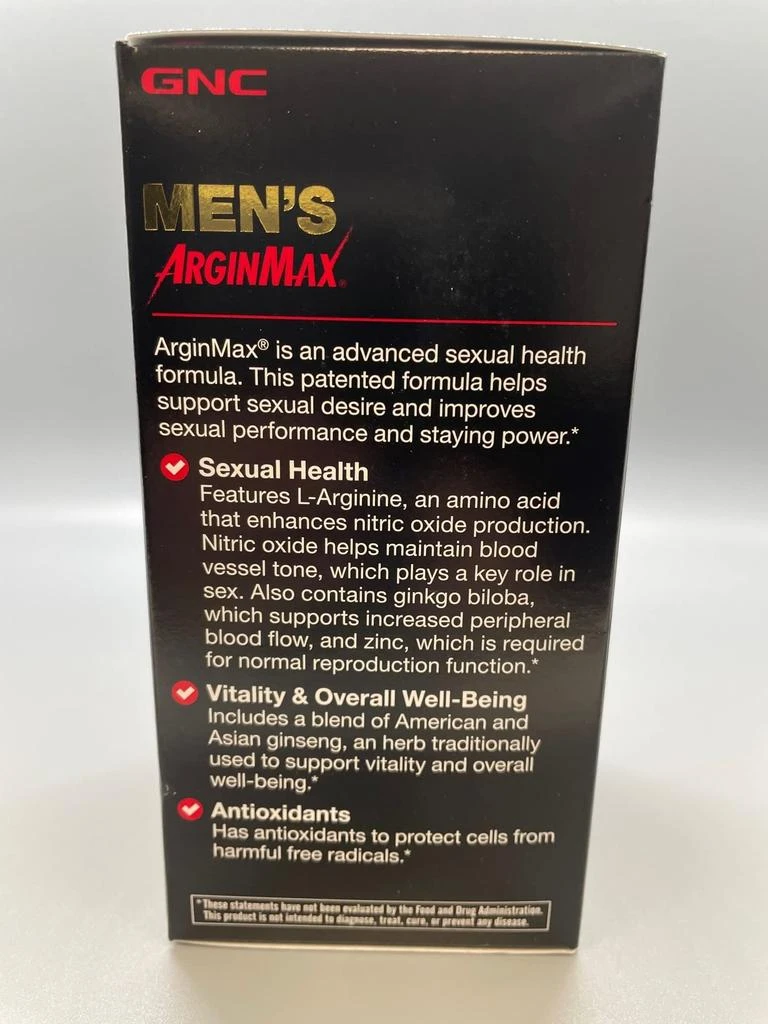 GNC
MEN'S
ARGINMAX®
ArginMax® is an advanced sexual health
formula. This patented formula helps
support sexual desire and improves
sexual performance and staying power.*
Sexual Health
Features L-Arginine, an amino acid
that enhances nitric oxide production.
Nitric oxide helps maintain blood
vessel tone, which plays a key role in
sex. Also contains ginkgo biloba,
which supports increased peripheral
blood flow, and zinc, which is required
for normal reproduction function.*
Vitality & Overall Well-Being
Includes a blend of American and
Asian ginseng, an herb traditionally
used to support vitality and overall
well-being.*
Antioxidants
Has antioxidants to protect cells from
harmful free radicals.*
*These statements have not been evaluated by the Food and Drug Administration.
This product is not intended to diagnose, treat, cure, or prevent any disease.